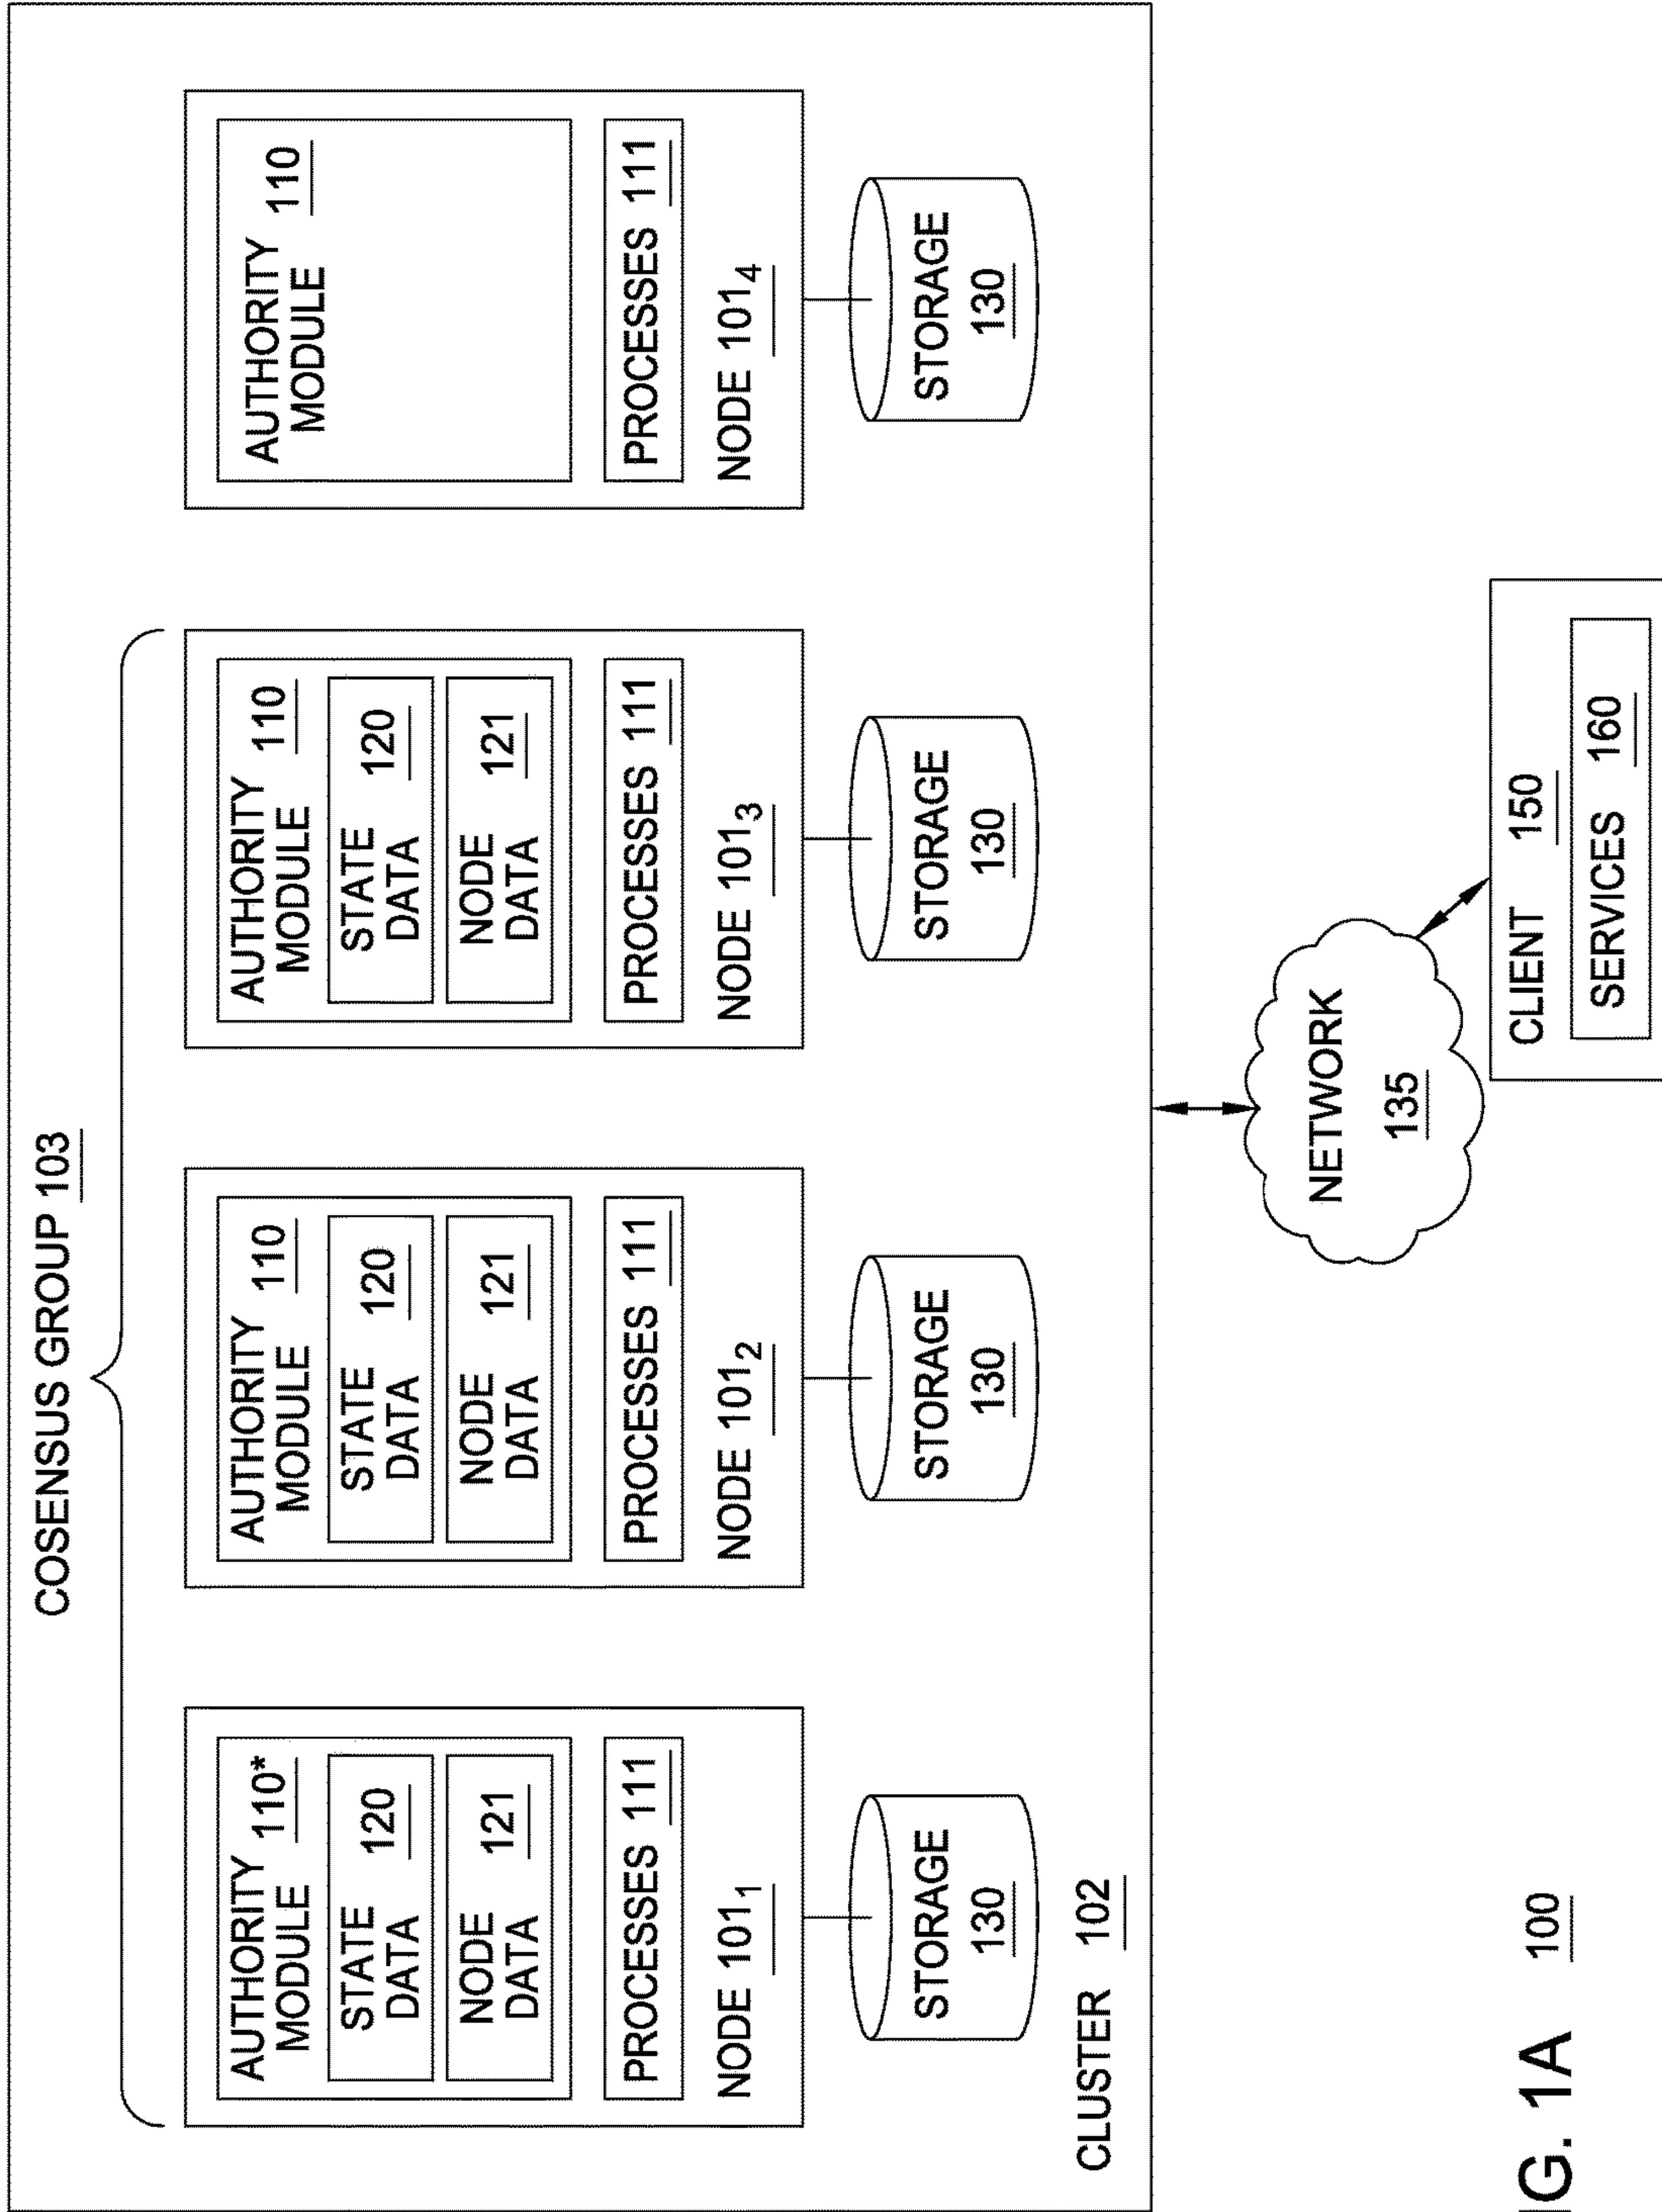 COSENSUS GROUP 103
AUTHORITY 110*
MODULE
STATE 120
DATA
NODE 121
DATA
PROCESSES 111
NODE 101₁
STORAGE
130
AUTHORITY 110
MODULE
STATE 120
DATA
NODE 121
DATA
PROCESSES 111
NODE 101₂
STORAGE
130
AUTHORITY 110
MODULE
STATE 120
DATA
NODE 121
DATA
PROCESSES 111
NODE 101₃
STORAGE
130
AUTHORITY 110
MODULE
PROCESSES 111
NODE 101₄
STORAGE
130
CLUSTER 102
NETWORK
135
CLIENT 150
SERVICES 160
G. 1A 100